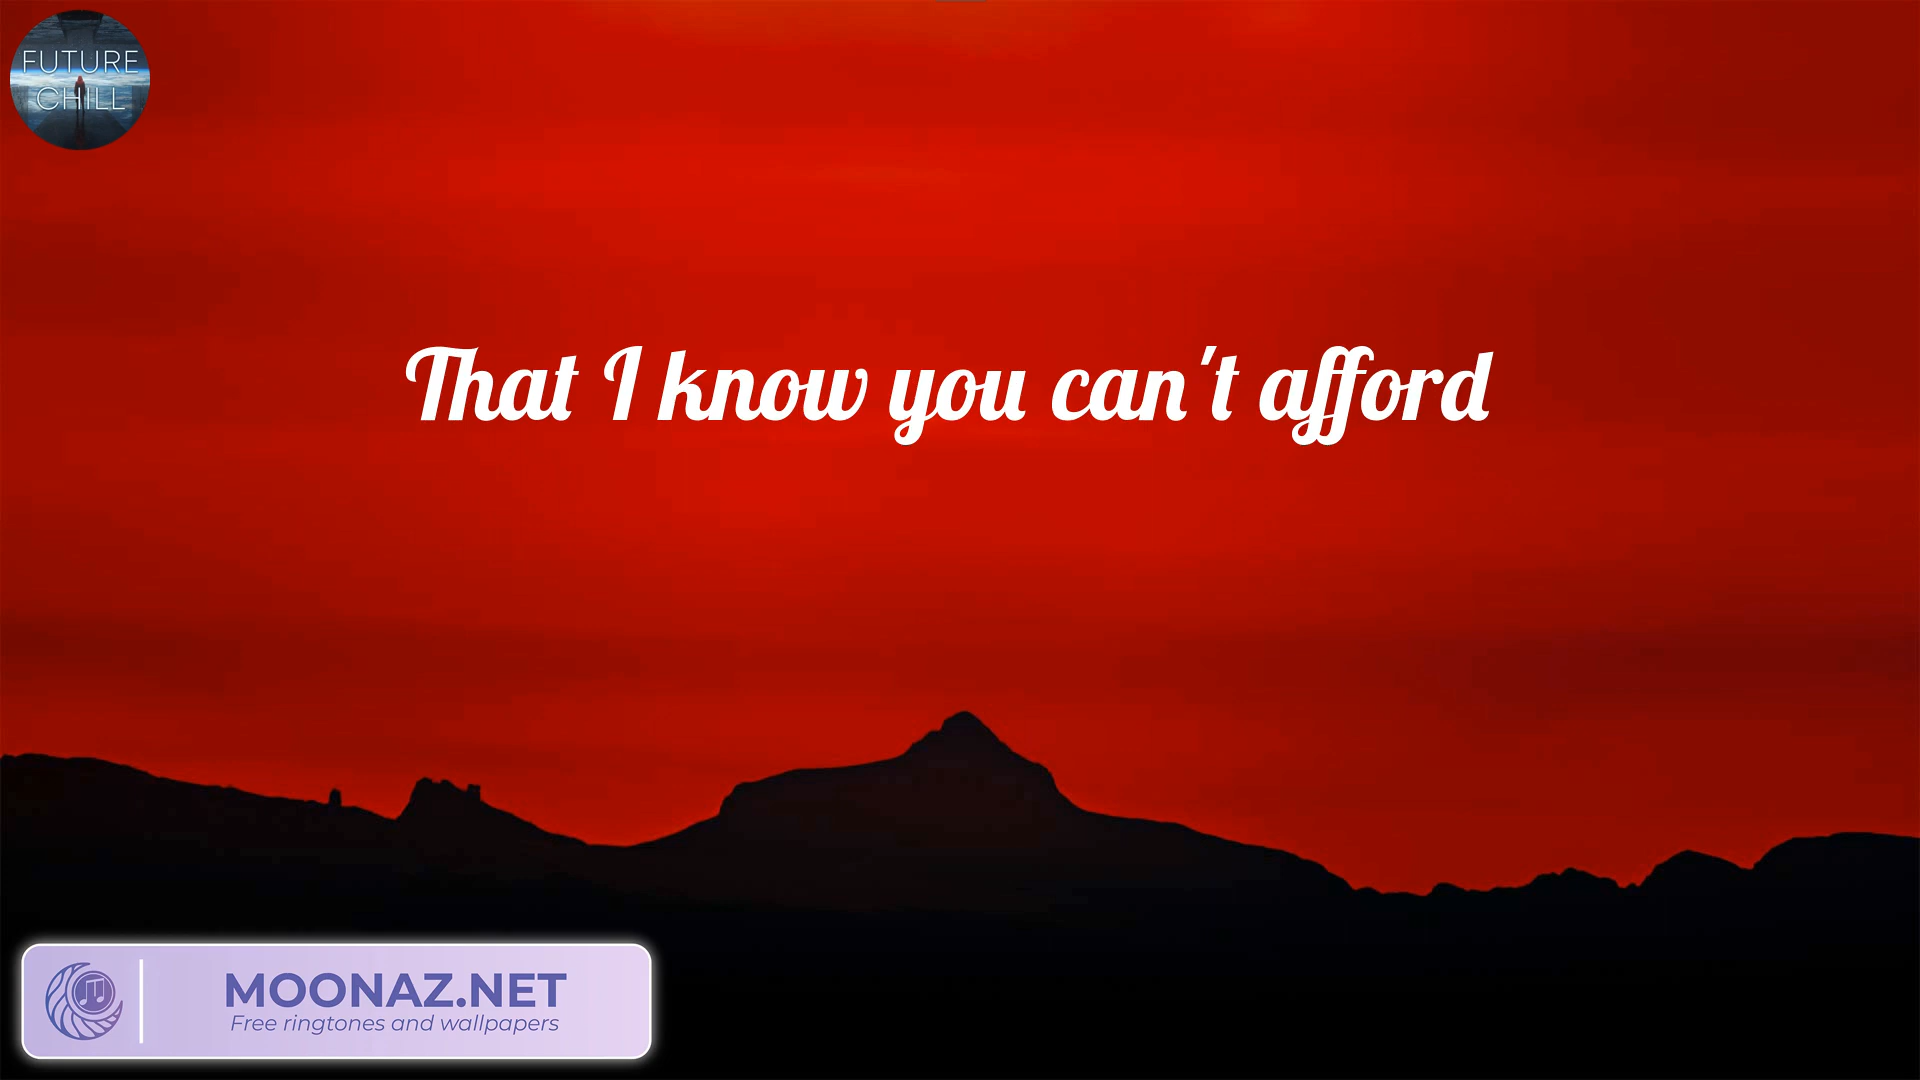 FUTURE
CHILL
That I know you can't afford
MOONAZ.NET
Free ringtones and wallpapers